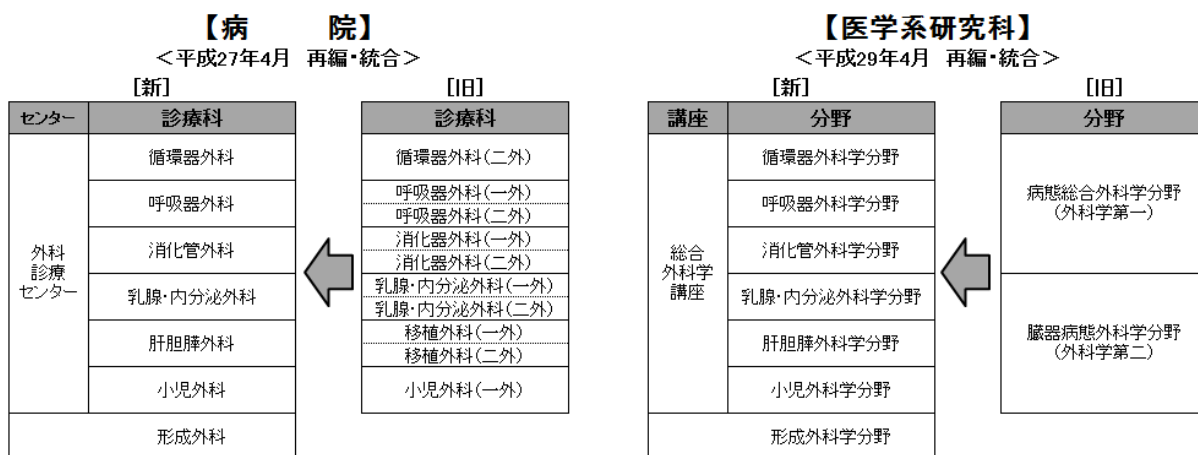 【病　　院】
＜平成27年4月　再編・統合＞
[新]
[旧]
センター
診療科
診療科
外科
診療
センター
循環器外科
呼吸器外科
消化管外科
乳腺・内分泌外科
肝胆膵外科
小児外科
形成外科
循環器外科(二外)
呼吸器外科(一外)
呼吸器外科(二外)
消化器外科(一外)
消化器外科(二外)
乳腺・内分泌外科(一外)
乳腺・内分泌外科(二外)
移植外科(一外)
移植外科(二外)
小児外科(一外)
【医学系研究科】
＜平成29年4月　再編・統合＞
[新]
[旧]
講座
分野
分野
総合
外科学
講座
循環器外科学分野
呼吸器外科学分野
消化管外科学分野
乳腺・内分泌外科学分野
肝胆膵外科学分野
小児外科学分野
形成外科学分野
病態総合外科学分野
(外科学第一)
臓器病態外科学分野
(外科学第二)